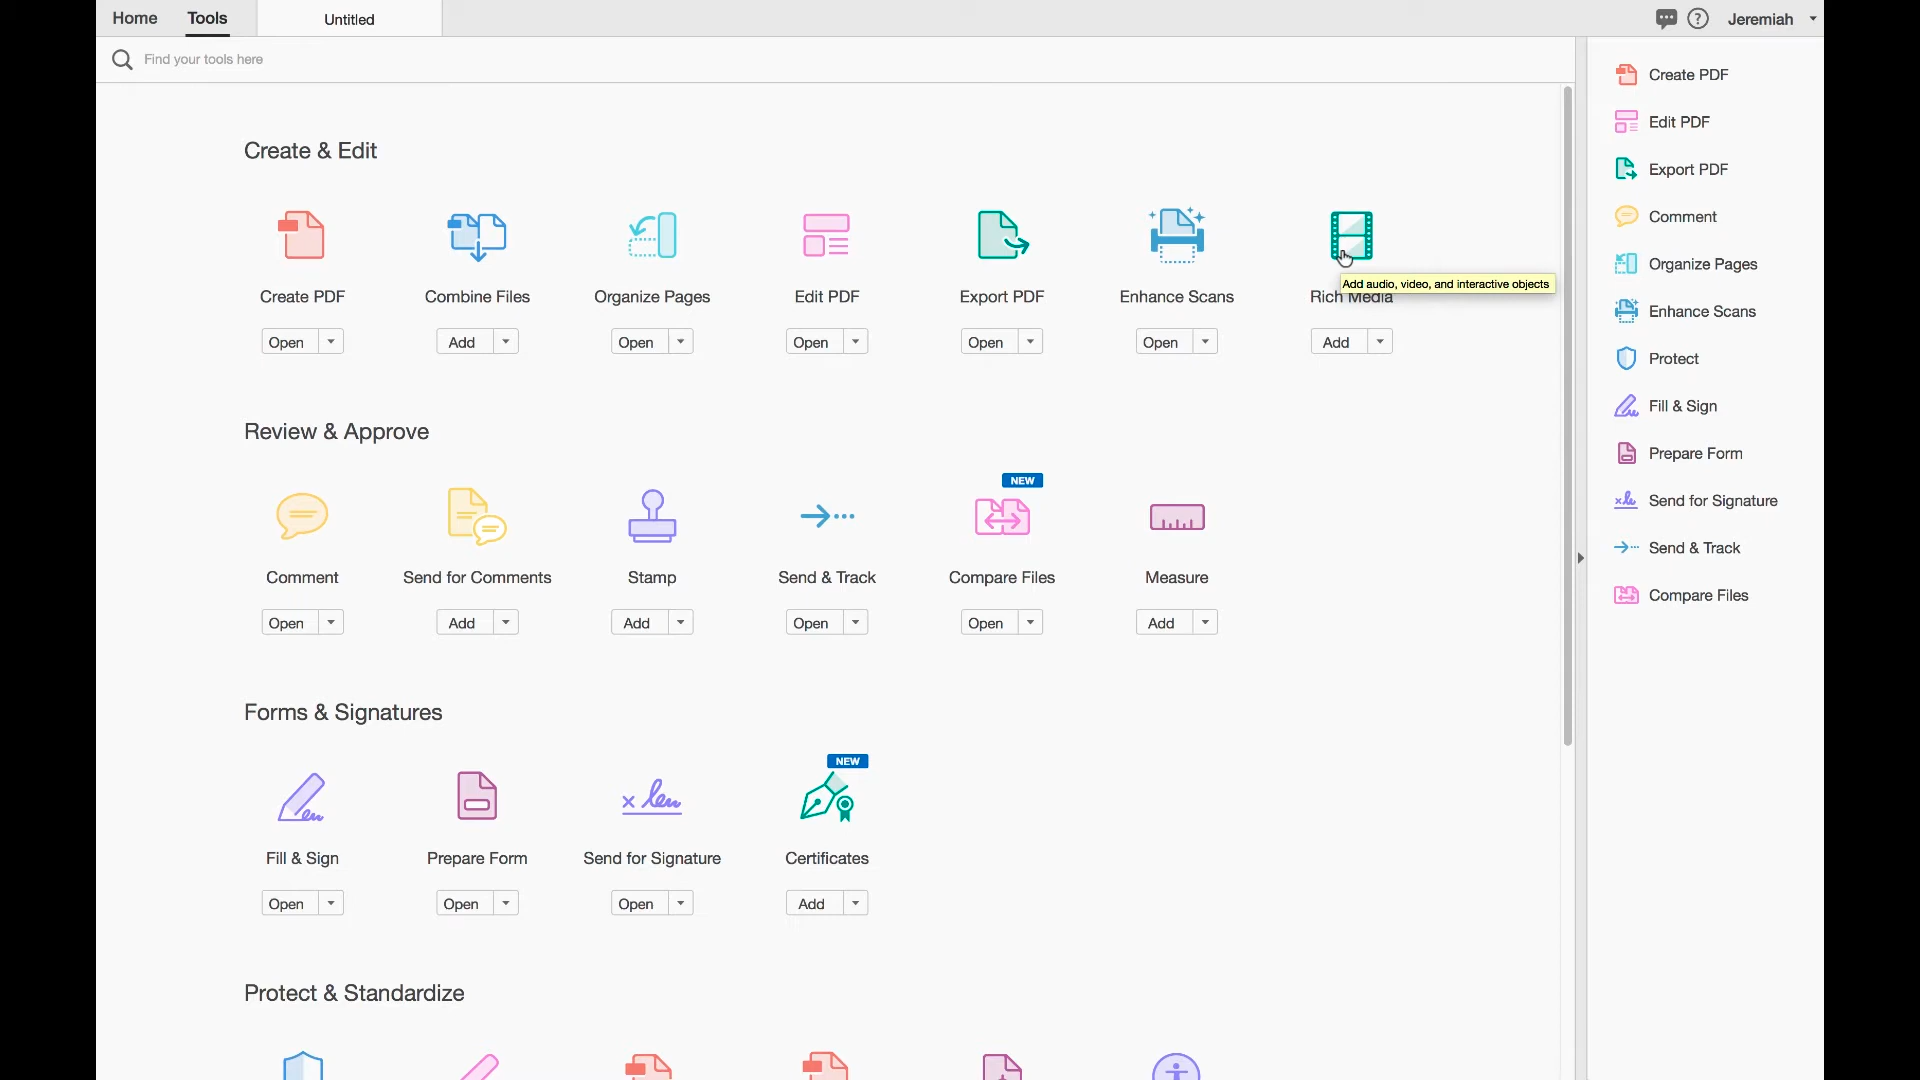 Home Tools Untitled Jeremiah
Find your tools here
Create & Edit
Create PDF Combine Files Organize Pages Edit PDF Export PDF Enhance Scans Rich Media
Add audio, video, and interactive objects
Open Add Open Open Open Open Add
Review & Approve
NEW
Comment Send for Comments Stamp Send & Track Compare Files Measure
Open Add Add Open Open Add
Forms & Signatures
NEW
Fill & Sign Prepare Form Send for Signature Certificates
Open Open Open Add
Protect & Standardize
Create PDF
Edit PDF
Export PDF
Comment
Organize Pages
Enhance Scans
Protect
Fill & Sign
Prepare Form
Send for Signature
Send & Track
Compare Files